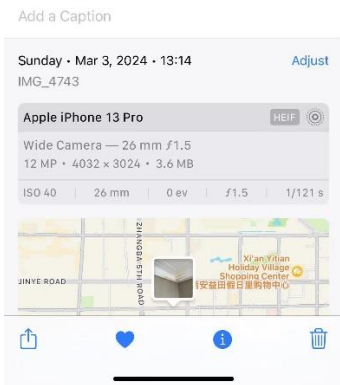 Add a Caption
Sunday • Mar 3, 2024 • 13:14
Adjust
IMG_4743
Apple iPhone 13 Pro
HEIF
Wide Camera — 26 mm ƒ1.5
12 MP • 4032 × 3024 • 3.6 MB
ISO 40
26 mm
0 ev
ƒ1.5
1/121 s
ZHANGBA 5TH ROAD
JINYE ROAD
Xi'an Yitian
Holiday Village
Shopping Center
西安益田假日里购物中心